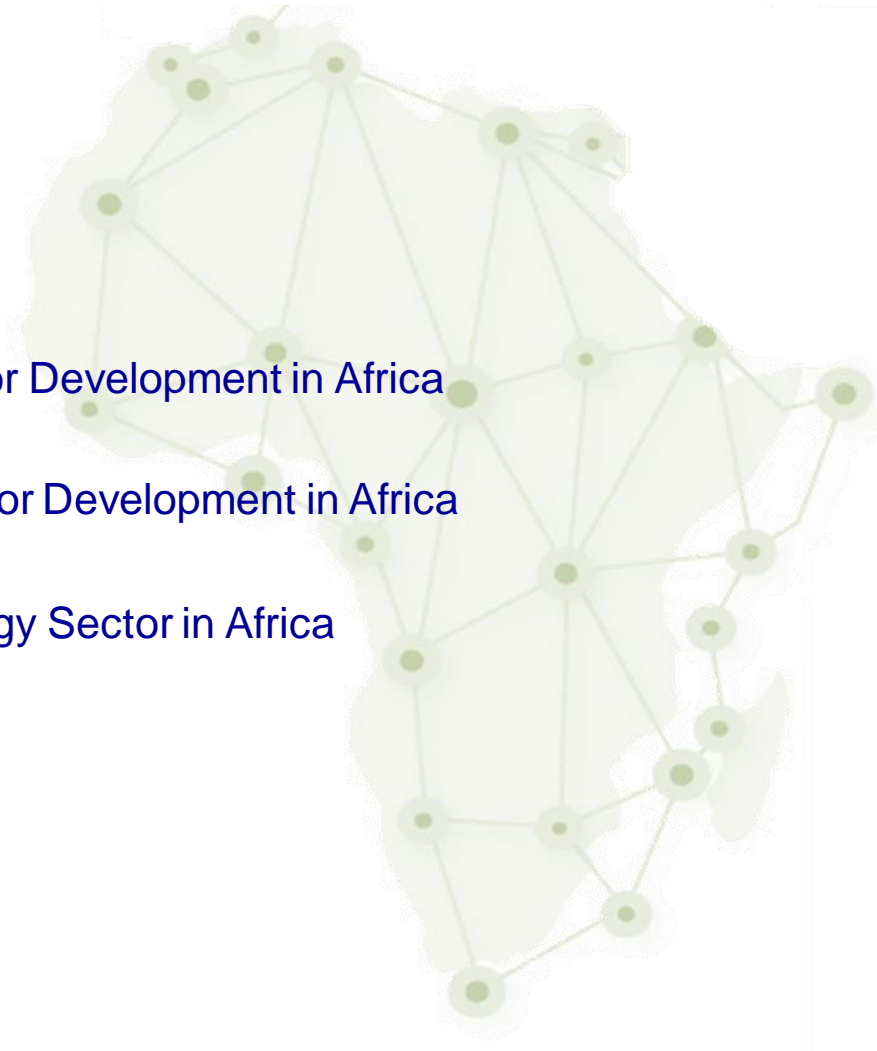 or Development in Africa
or Development in Africa
gy Sector in Africa